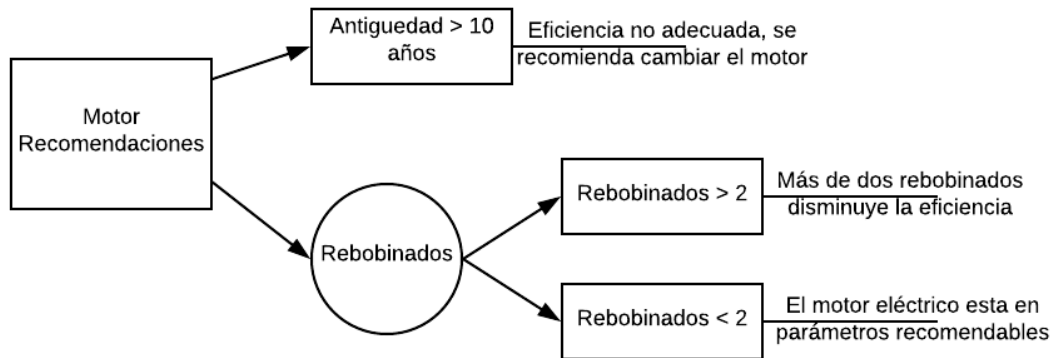 Motor
Recomendaciones
Antiguedad > 10
años
Eficiencia no adecuada, se
recomienda cambiar el motor
Rebobinados
Rebobinados > 2
Más de dos rebobinados
disminuye la eficiencia
Rebobinados < 2
El motor eléctrico esta en
parámetros recomendables